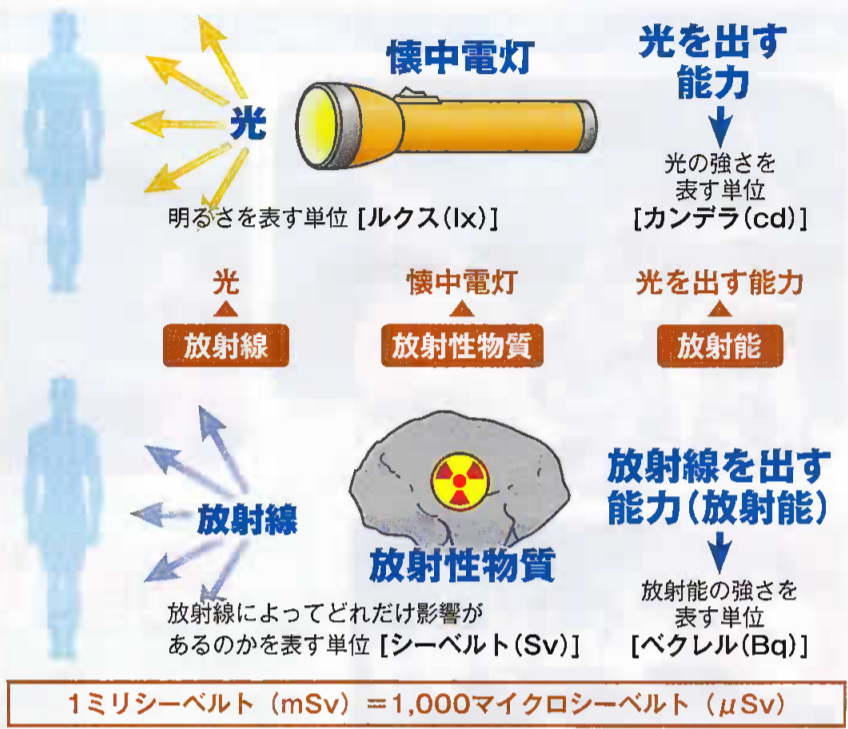 懐中電灯
光を出す
能力
光
光の強さを
表す単位
[カンデラ(cd)]
明るさを表す単位 [ルクス(lx)]
光
懐中電灯
光を出す能力
放射線
放射性物質
放射能
放射線を出す
能力(放射能)
放射線
放射性物質
放射能の強さを
表す単位
[ベクレル(Bq)]
放射線によってどれだけ影響が
あるのかを表す単位 [シーベルト(Sv)]
1ミリシーベルト (mSv) =1,000マイクロシーベルト (μSv)